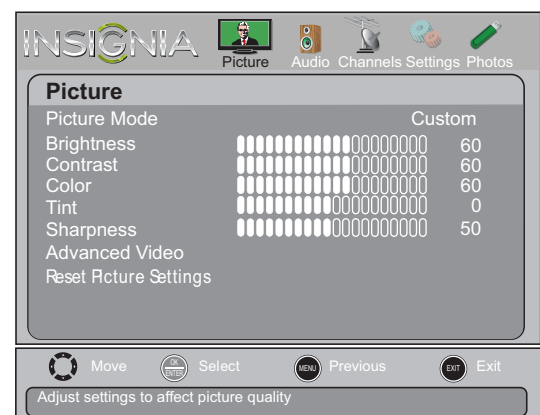 INSIGNIA
Picture Audio Channels Settings Photos
Picture
Picture Mode Custom
Brightness 60
Contrast 60
Color 60
Tint 0
Sharpness 50
Advanced Video
Reset Picture Settings
Move OK ENTER Select MENU Previous EXIT Exit
Adjust settings to affect picture quality